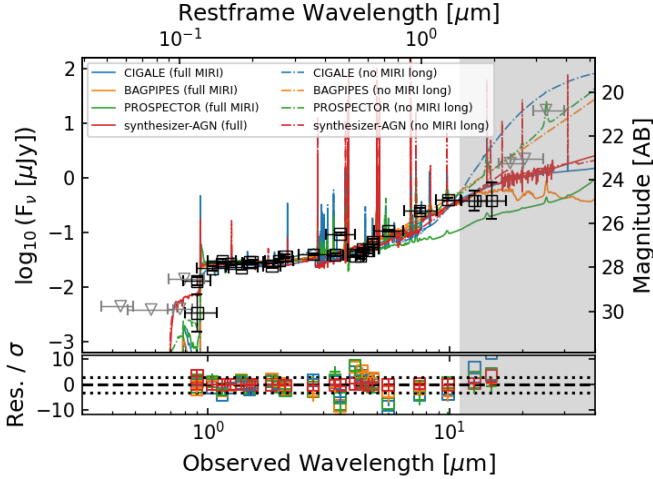 Restframe Wavelength [μm]
10⁻¹ 10⁰
CIGALE (full MIRI) CIGALE (no MIRI long)
BAGPIPES (full MIRI) BAGPIPES (no MIRI long)
PROSPECTOR (full MIRI) PROSPECTOR (no MIRI long)
synthesizer-AGN (full) synthesizer-AGN (no MIRI long)
log₁₀ (Fν [μJy])
2
1
0
−1
−2
−3
Magnitude [AB]
20
22
24
26
28
30
Res. / σ
10
0
−10
10⁰ 10¹
Observed Wavelength [μm]